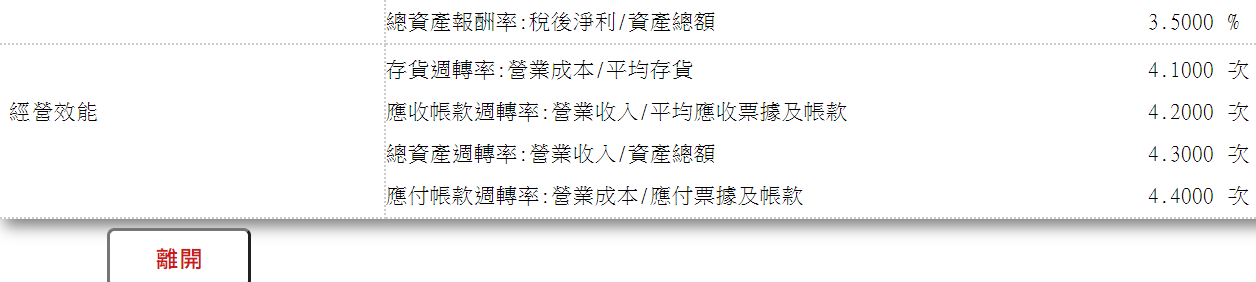 總資產報酬率:稅後淨利/資產總額 3.5000 %
存貨週轉率:營業成本/平均存貨 4.1000 次
經營效能 應收帳款週轉率:營業收入/平均應收票據及帳款 4.2000 次
總資產週轉率:營業收入/資產總額 4.3000 次
應付帳款週轉率:營業成本/應付票據及帳款 4.4000 次
離開